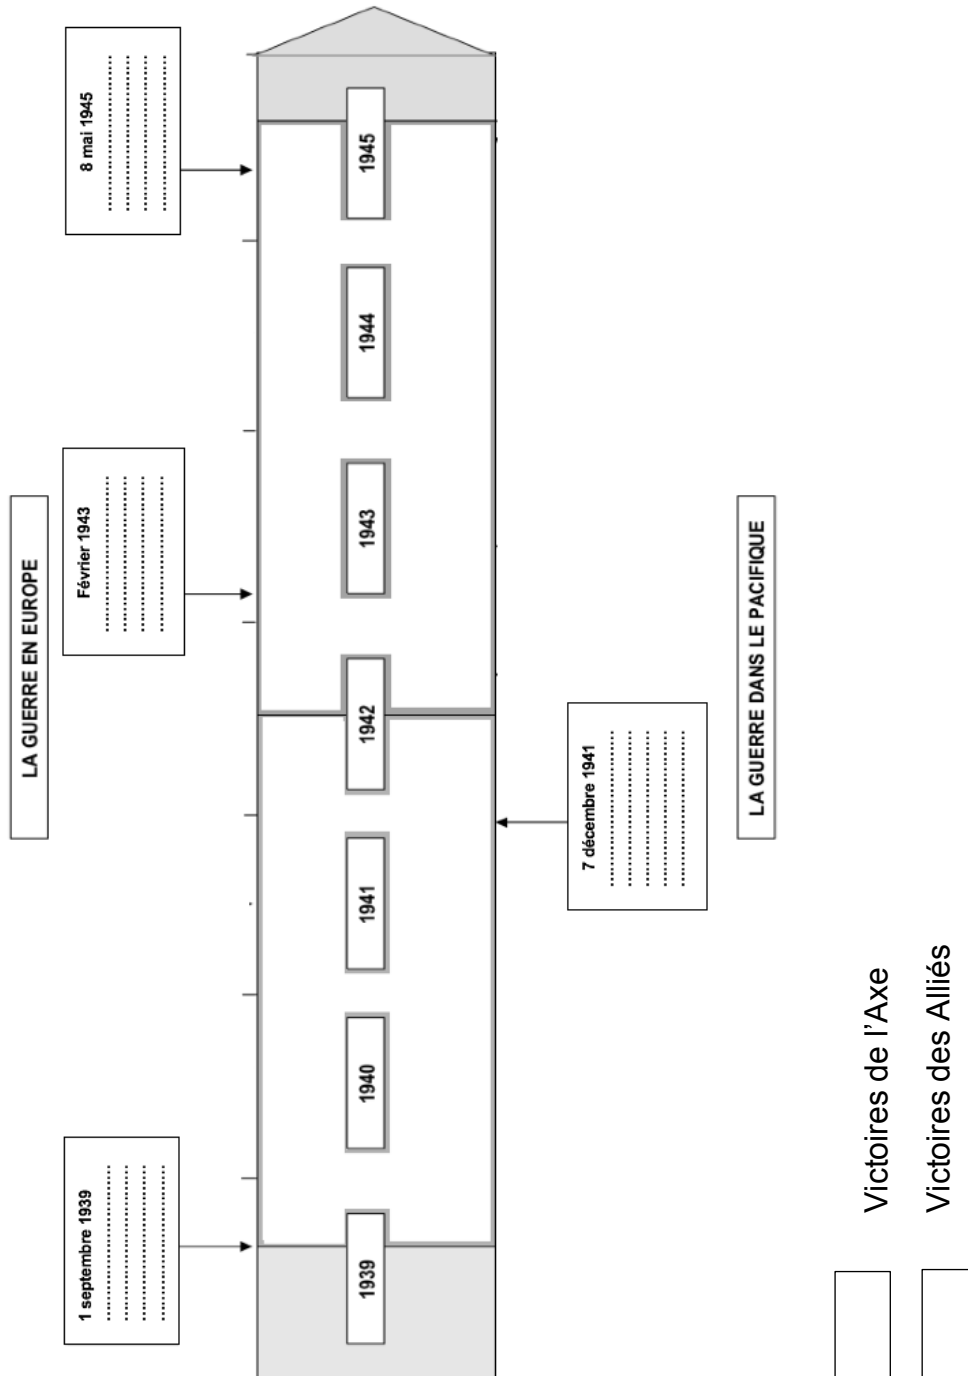 LA GUERRE EN EUROPE
1 septembre 1939
Février 1943
8 mai 1945
1939
1940
1941
1942
1943
1944
1945
7 décembre 1941
LA GUERRE DANS LE PACIFIQUE
Victoires de l'Axe
Victoires des Alliés